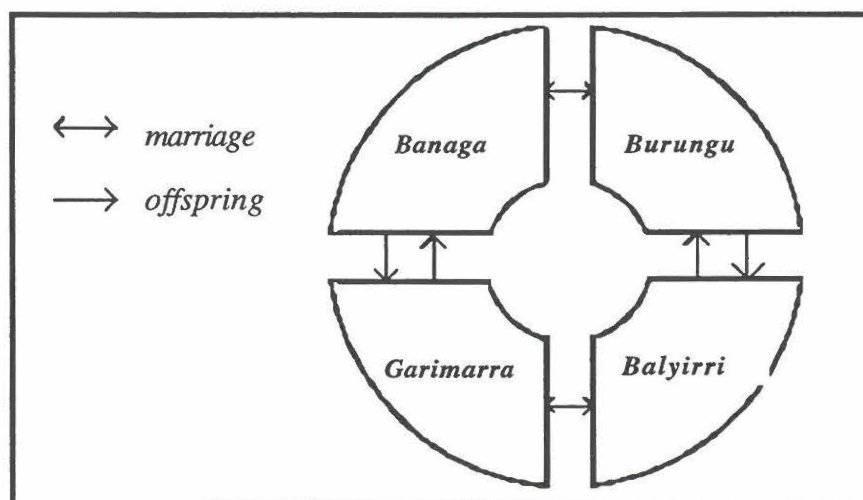 marriage
offspring
Banaga
Burungu
Garimarra
Balyirri